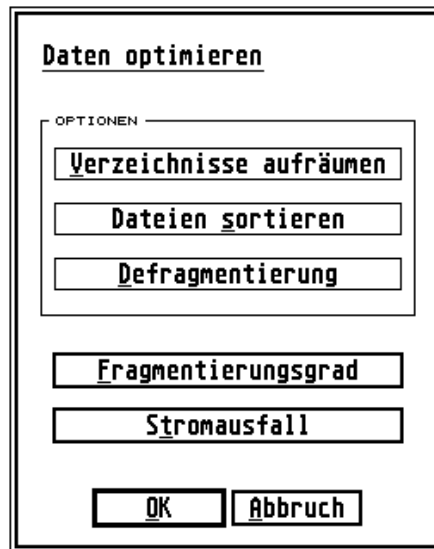 Daten optimieren
OPTIONEN
Verzeichnisse aufräumen
Dateien sortieren
Defragmentierung
Fragmentierungsgrad
Stromausfall
OK Abbruch